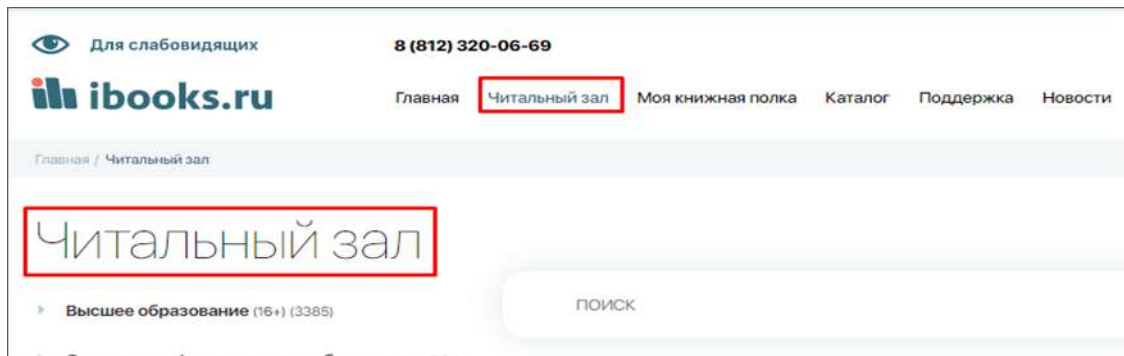 Для слабовидящих 8 (812) 320-06-69
ibooks.ru Главная Читальный зал Моя книжная полка Каталог Поддержка Новости
Главная / Читальный зал
Читальный зал
ПОИСК
Высшее образование (16+) (3385)